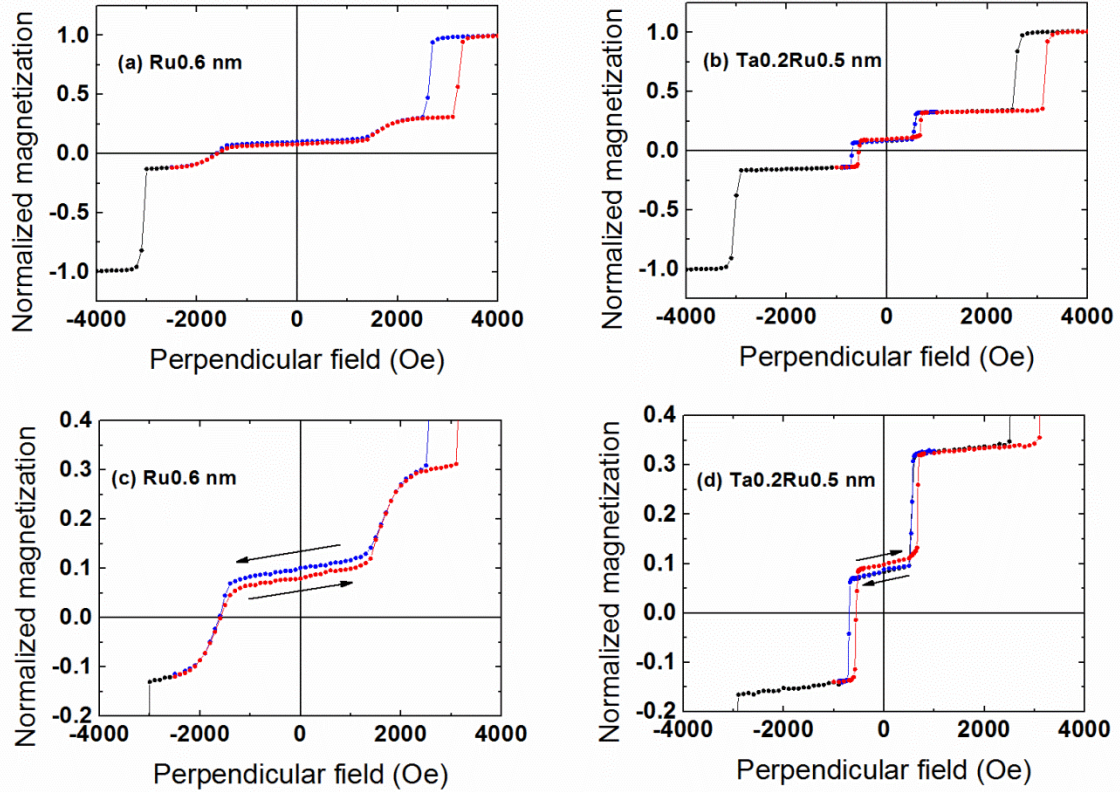 1.0
0.5
0.0
-0.5
-1.0
Normalized magnetization
(a) Ru0.6 nm
-4000 -2000 0 2000 4000
Perpendicular field (Oe)
1.0
0.5
0.0
-0.5
-1.0
Normalized magnetization
(b) Ta0.2Ru0.5 nm
-4000 -2000 0 2000 4000
Perpendicular field (Oe)
0.4
0.3
0.2
0.1
0.0
-0.1
-0.2
Normalized magnetization
(c) Ru0.6 nm
-4000 -2000 0 2000 4000
Perpendicular field (Oe)
0.4
0.3
0.2
0.1
0.0
-0.1
-0.2
Normalized magnetization
(d) Ta0.2Ru0.5 nm
-4000 -2000 0 2000 4000
Perpendicular field (Oe)